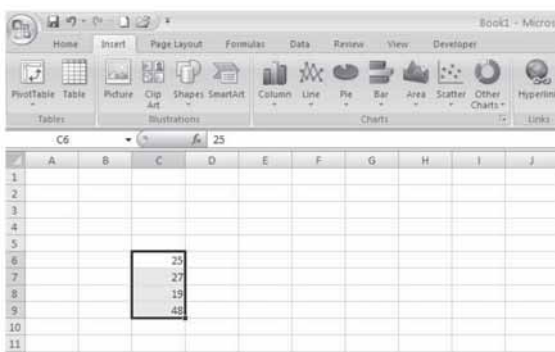 Book1 - Micros
Home Insert Page Layout Formulas Data Review View Developer
PivotTable Table Picture Clip Art Shapes SmartArt Column Line Pie Bar Area Scatter Other Charts Hyperlin
Tables Illustrations Charts Links
C6 fx 25
A B C D E F G H I J
1
2
3
4
5
6 25
7 27
8 19
9 48
10
11